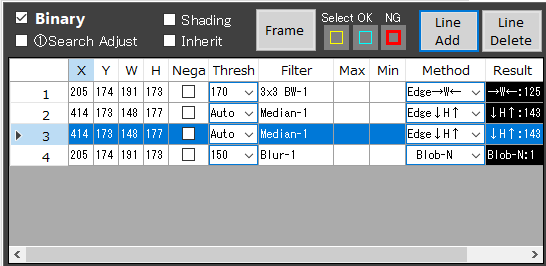 Binary Shading Frame Select OK NG Line Add Line Delete
①Search Adjust Inherit
X Y W H Nega Thresh Filter Max Min Method Result
1 205 174 191 173 170 3x3 BW-1 Edge→W← →W←:125
2 414 173 148 177 Auto Median-1 Edge↓H↑ ↓H↑:143
3 414 173 148 177 Auto Median-1 Edge↓H↑ ↓H↑:143
4 205 174 191 173 150 Blur-1 Blob-N Blob-N:1